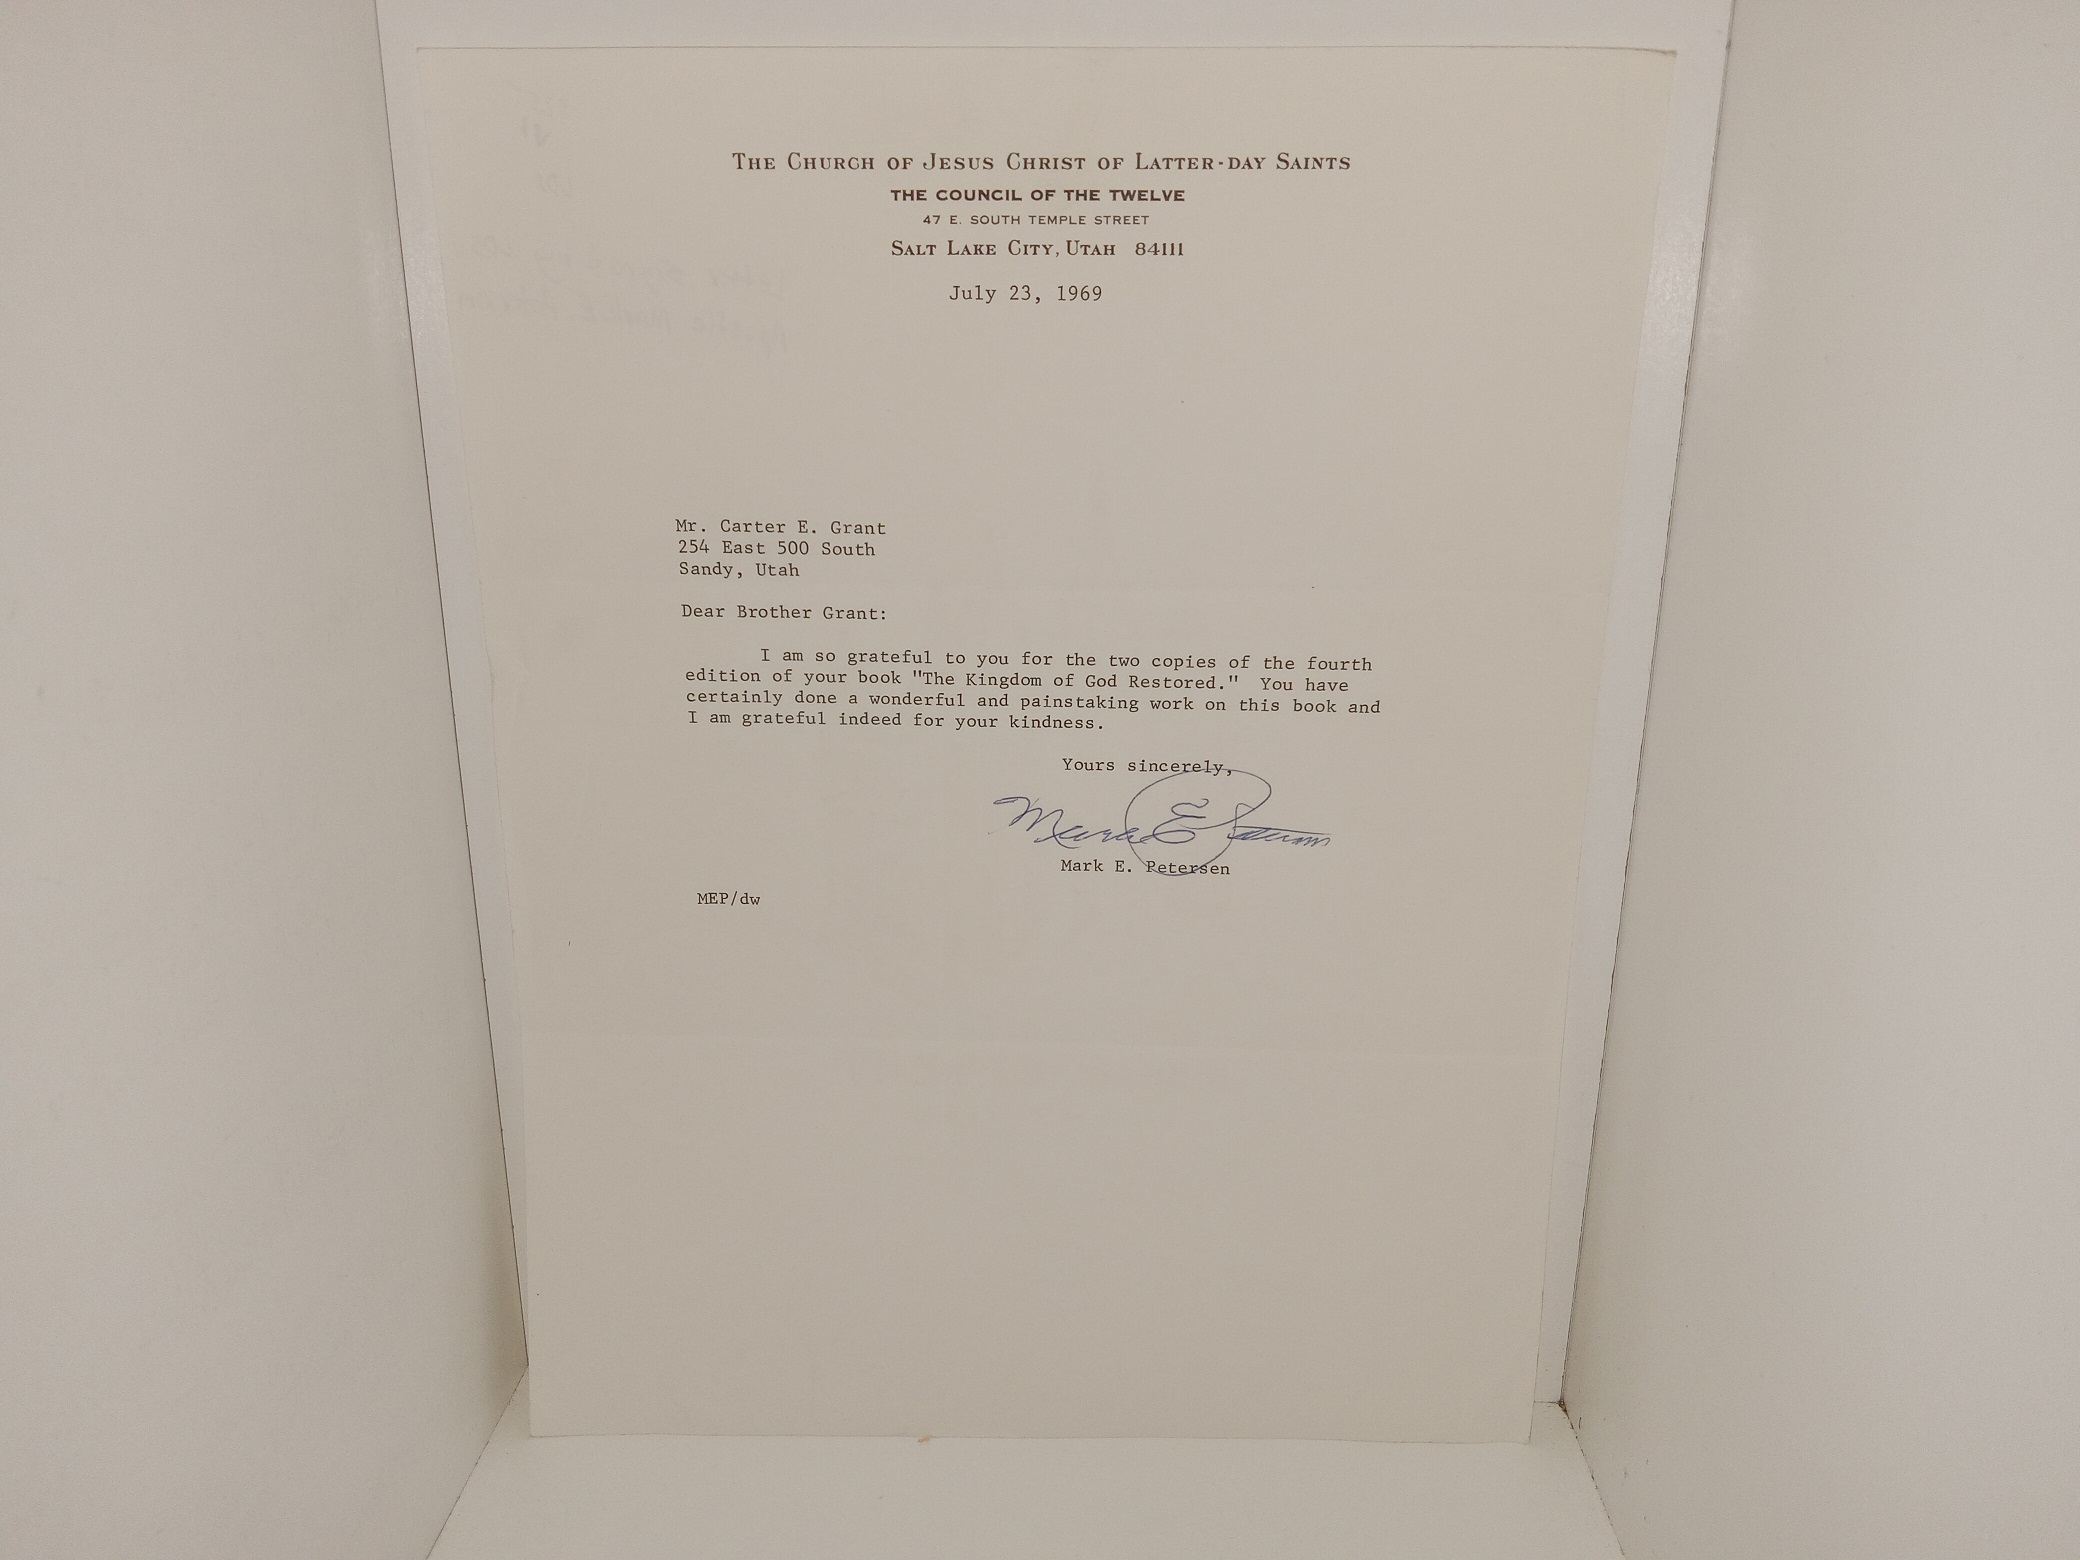 The Church of Jesus Christ of Latter-day Saints
THE COUNCIL OF THE TWELVE
47 E. SOUTH TEMPLE STREET
Salt Lake City, Utah 84111
July 23, 1969
Mr. Carter E. Grant
254 East 500 South
Sandy, Utah
Dear Brother Grant:
I am so grateful to you for the two copies of the fourth
edition of your book "The Kingdom of God Restored." You have
certainly done a wonderful and painstaking work on this book and
I am grateful indeed for your kindness.
Yours sincerely,
Mark E Petersen
Mark E. Petersen
MEP/dw